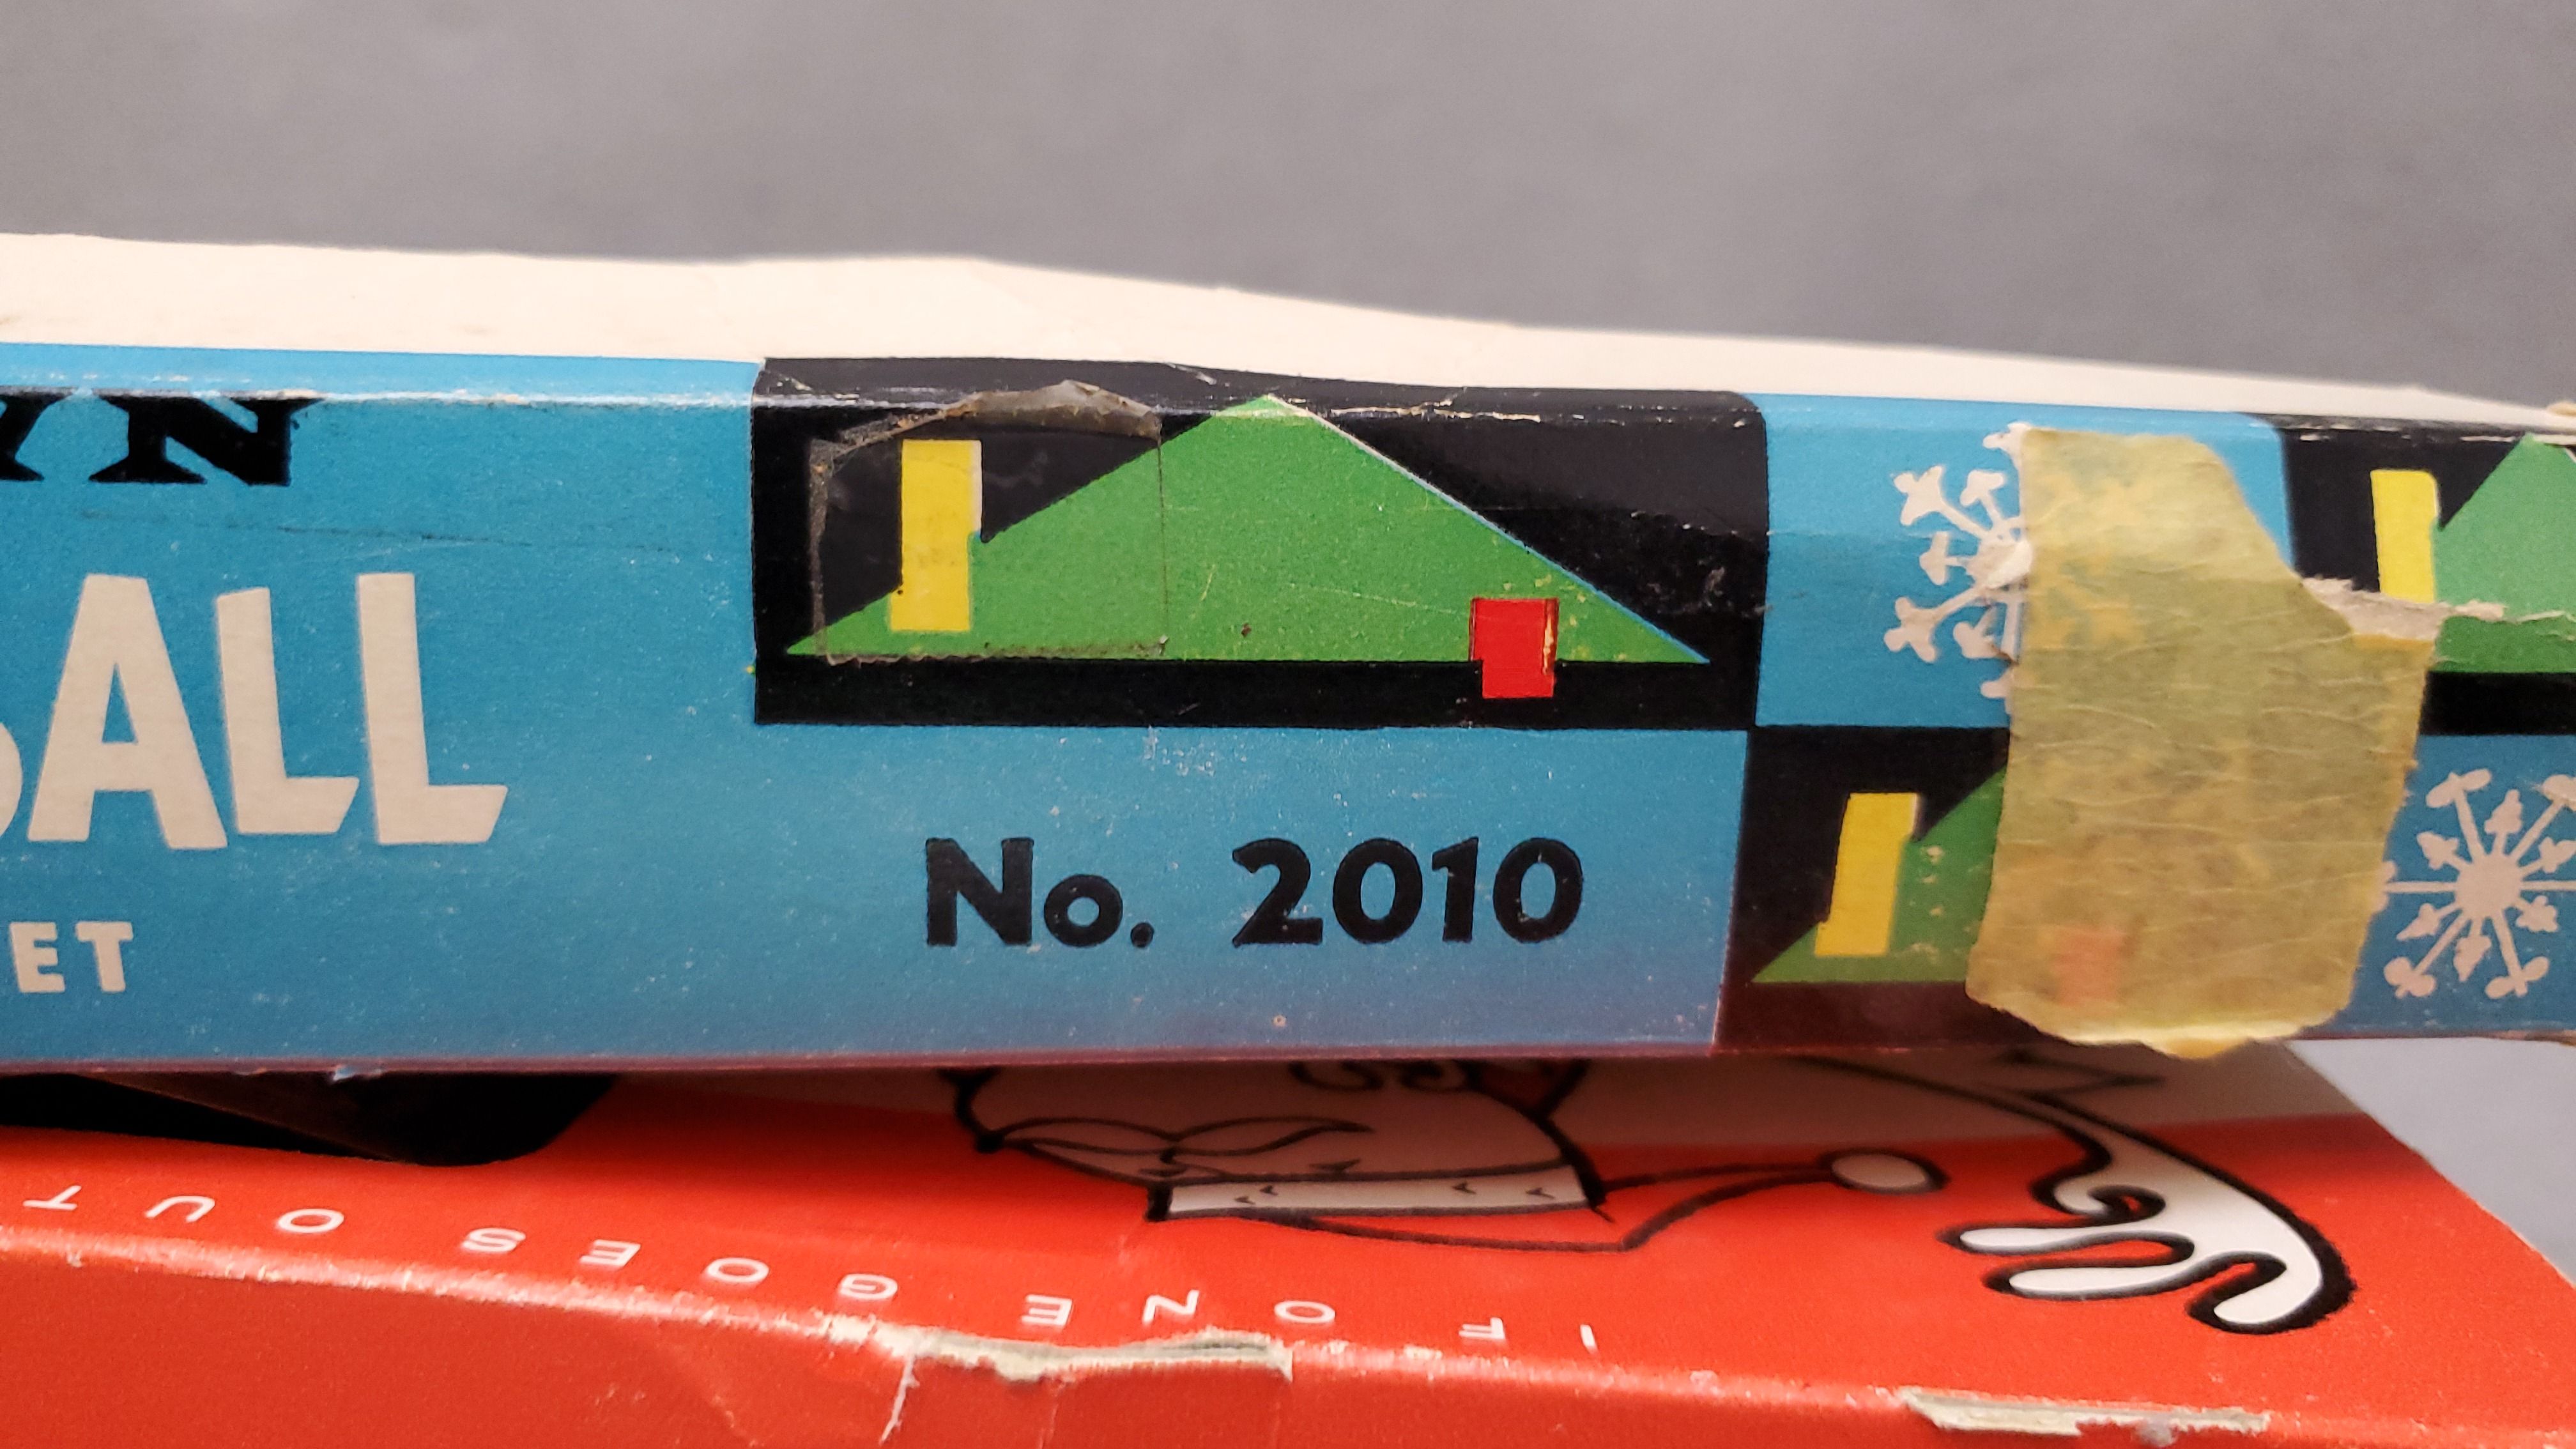 YN
BALL
ET
No. 2010
IF ONE GOES OUT